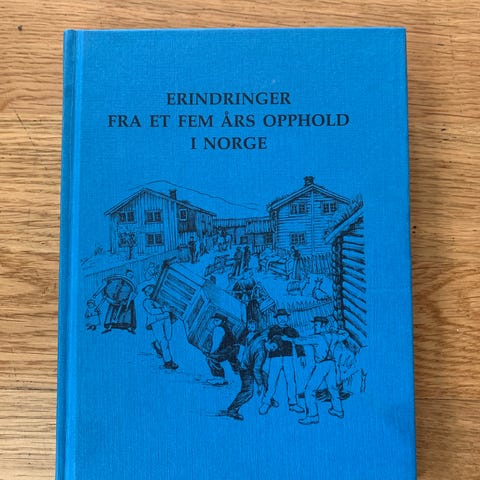 ERINDRINGER
FRA ET FEM ÅRS OPPHOLD
I NORGE